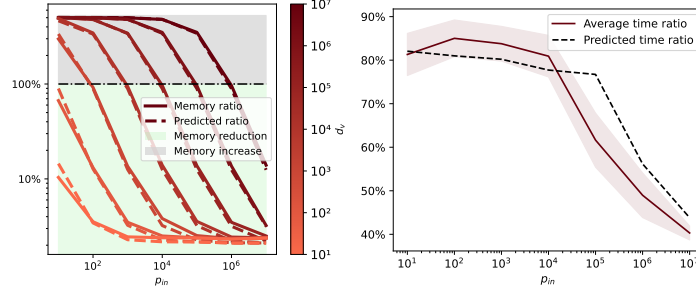 100%
10%
10²
10⁴
10⁶
p_in
Memory ratio
Predicted ratio
Memory reduction
Memory increase
10⁷
10⁶
10⁵
10⁴
10³
10²
10¹
d_v
90%
80%
70%
60%
50%
40%
10¹
10²
10³
10⁴
10⁵
10⁶
10⁷
p_in
Average time ratio
Predicted time ratio